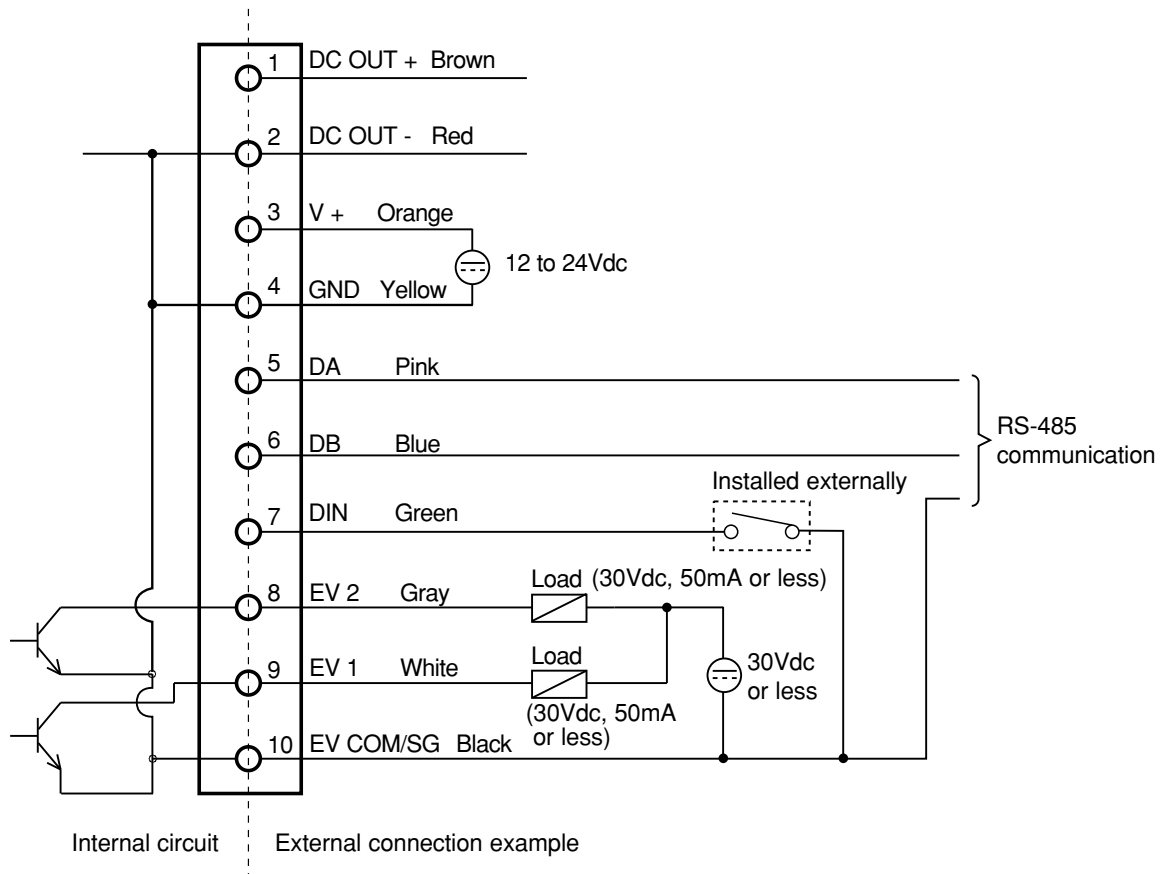 1 DC OUT + Brown
2 DC OUT - Red
3 V + Orange
12 to 24Vdc
4 GND Yellow
5 DA Pink
6 DB Blue
RS-485
communication
Installed externally
7 DIN Green
8 EV 2 Gray
Load (30Vdc, 50mA or less)
9 EV 1 White
Load
(30Vdc, 50mA
or less)
30Vdc
or less
10 EV COM/SG Black
Internal circuit
External connection example